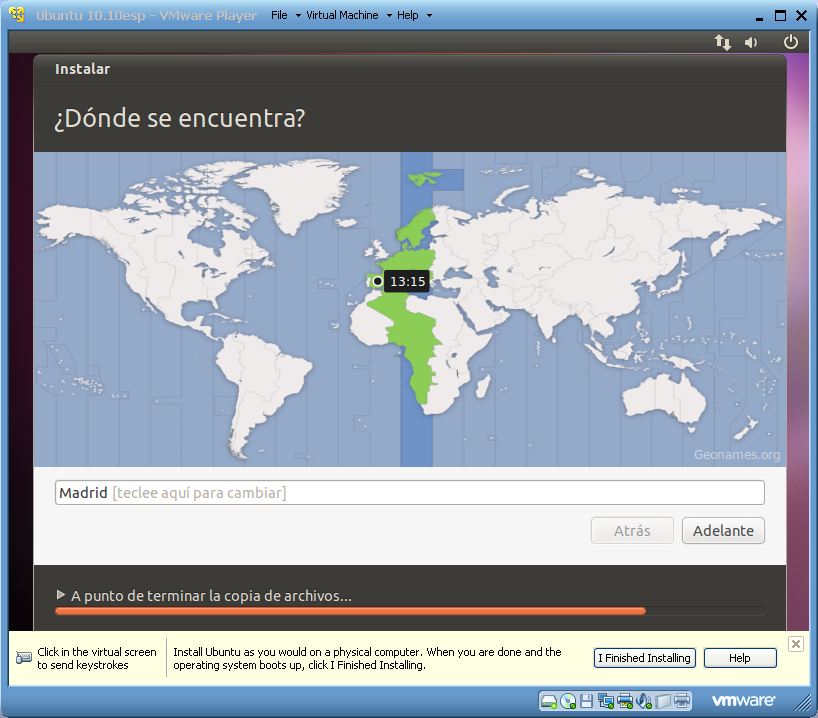 Ubuntu 10.10esp - VMware Player File Virtual Machine Help
Instalar
¿Dónde se encuentra?
13:15
Geonames.org
Madrid [teclee aquí para cambiar]
Atrás Adelante
A punto de terminar la copia de archivos...
Click in the virtual screen
to send keystrokes
Install Ubuntu as you would on a physical computer. When you are done and the
operating system boots up, click I Finished Installing.
I Finished Installing Help
vmware